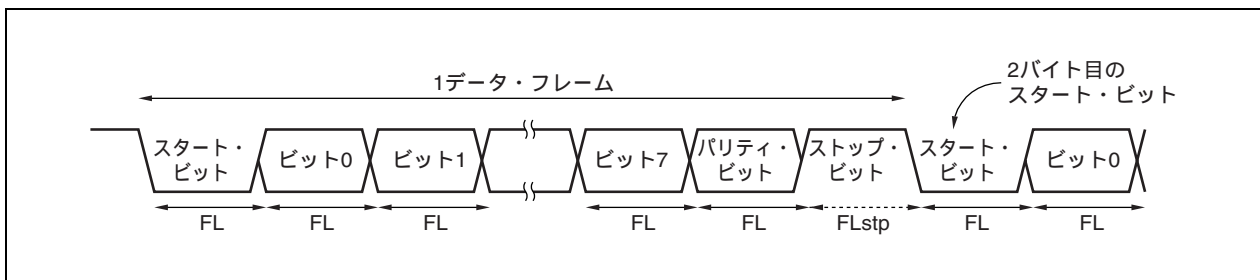 1データ・フレーム
2バイト目の
スタート・ビット
スタート・
ビット
ビット0
ビット1
ビット7
パリティ・
ビット
ストップ・
ビット
スタート・
ビット
ビット0
FL
FL
FL
FL
FL
FLstp
FL
FL